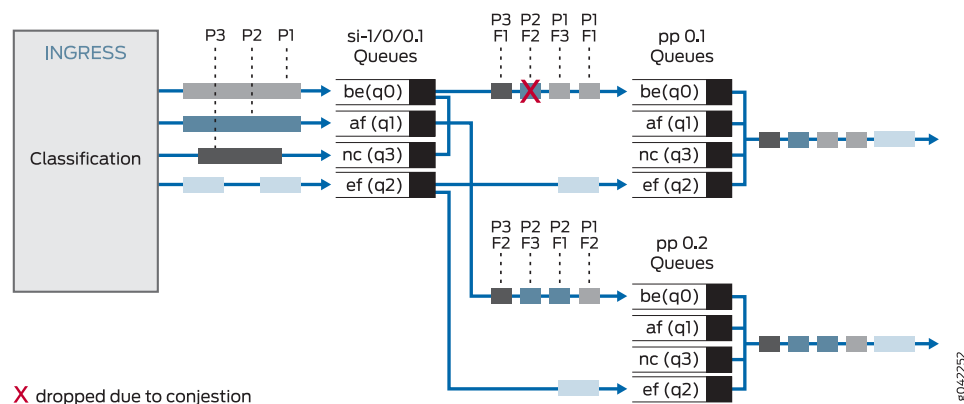 INGRESS
Classification
P3 P2 P1
si-1/0/0.1
Queues
be(q0)
af (q1)
nc (q3)
ef (q2)
P3 P2 P1 P1
F1 F2 F3 F1
X
pp 0.1
Queues
be(q0)
af (q1)
nc (q3)
ef (q2)
P3 P2 P2 P1
F2 F3 F1 F2
pp 0.2
Queues
be(q0)
af (q1)
nc (q3)
ef (q2)
X dropped due to conjestion
g042252